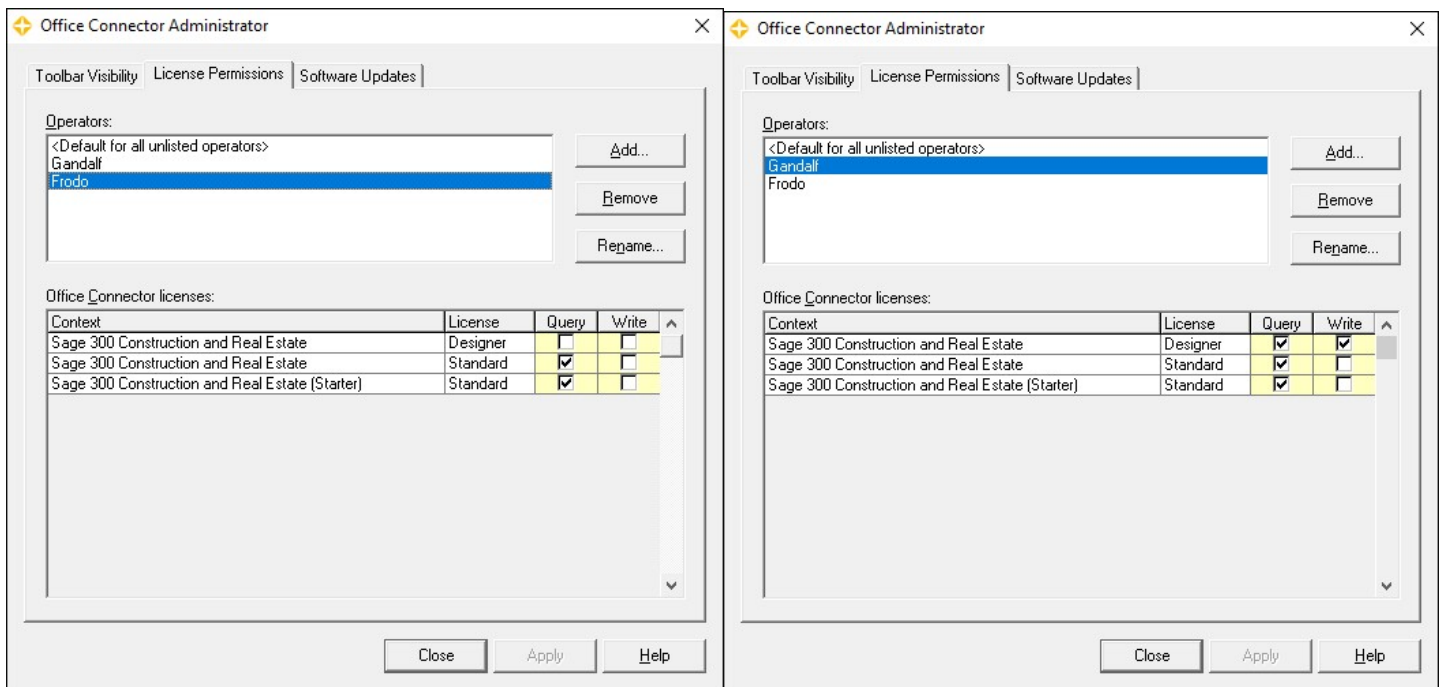 Office Connector Administrator
Toolbar Visibility License Permissions Software Updates
Operators:
<Default for all unlisted operators>
Gandalf
Frodo
Add...
Remove
Rename...
Office Connector licenses:
Context License Query Write
Sage 300 Construction and Real Estate Designer
Sage 300 Construction and Real Estate Standard
Sage 300 Construction and Real Estate (Starter) Standard
Close Apply Help
Office Connector Administrator
Toolbar Visibility License Permissions Software Updates
Operators:
<Default for all unlisted operators>
Gandalf
Frodo
Add...
Remove
Rename...
Office Connector licenses:
Context License Query Write
Sage 300 Construction and Real Estate Designer
Sage 300 Construction and Real Estate Standard
Sage 300 Construction and Real Estate (Starter) Standard
Close Apply Help